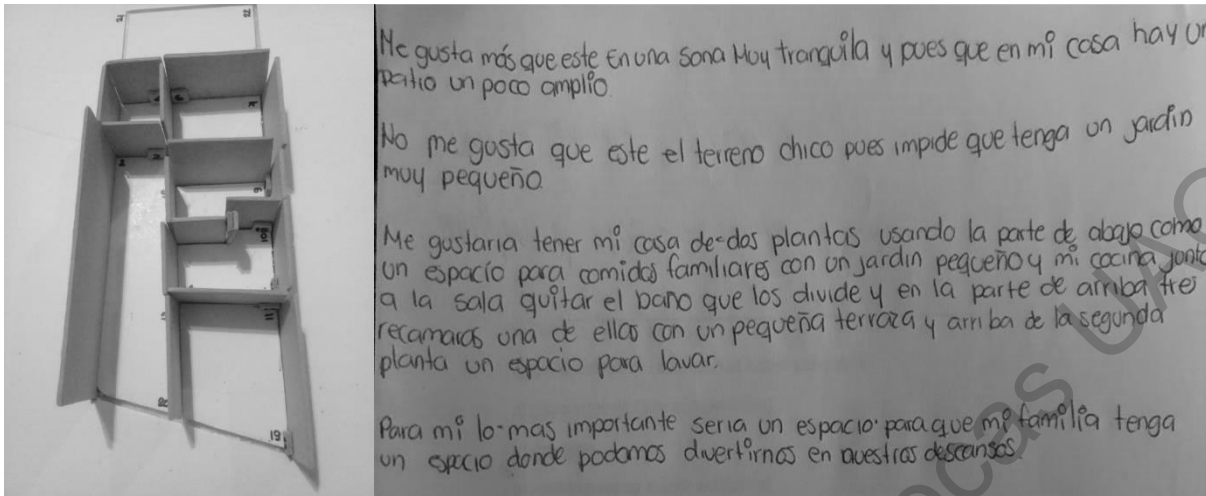 Me gusta más que este En una sona Muy tranquila y pues que en mi casa hay un
patio un poco amplio.
No me gusta que este el terreno chico pues impide que tenga un jardin
muy pequeño.
Me gustaria tener mi casa de dos plantas usando la parte de abajo como
un espacio para comidas familiares con un jardin pequeño y mi cocina junto
a la sala quitar el baño que los divide y en la parte de arriba tres
recamaras una de ellas con un pequeña terraza y arriba de la segunda
planta un espacio para lavar.
Para mi lo mas importante seria un espacio para que mi familia tenga
un espacio donde podamos divertirnos en nuestros descansos.